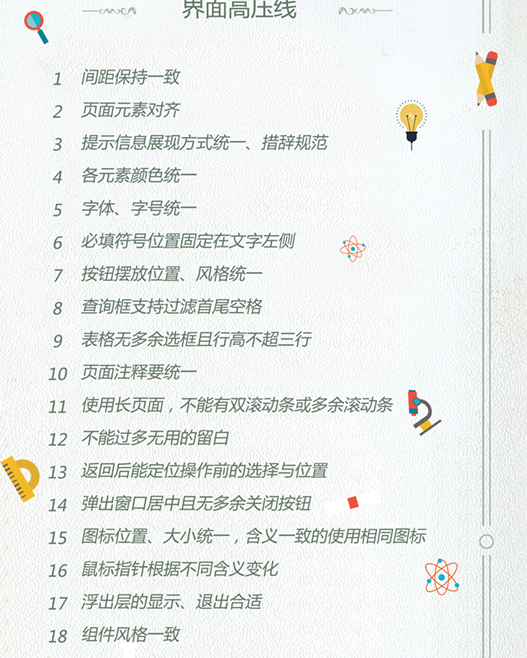 界面高压线
1 间距保持一致
2 页面元素对齐
3 提示信息展现方式统一、措辞规范
4 各元素颜色统一
5 字体、字号统一
6 必填符号位置固定在文字左侧
7 按钮摆放位置、风格统一
8 查询框支持过滤首尾空格
9 表格无多余选框且行高不超三行
10 页面注释要统一
11 使用长页面，不能有双滚动条或多余滚动条
12 不能过多无用的留白
13 返回后能定位操作前的选择与位置
14 弹出窗口居中且无多余关闭按钮
15 图标位置、大小统一，含义一致的使用相同图标
16 鼠标指针根据不同含义变化
17 浮出层的显示、退出合适
18 组件风格一致